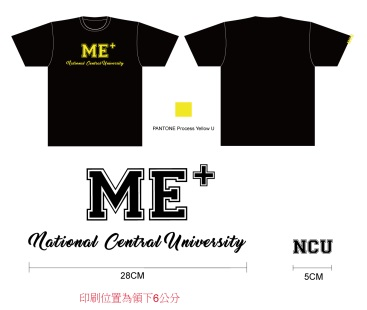 ME+
National Central University
PANTONE Process Yellow U
ME+
National Central University
NCU
28CM
5CM
印刷位置為領下6公分